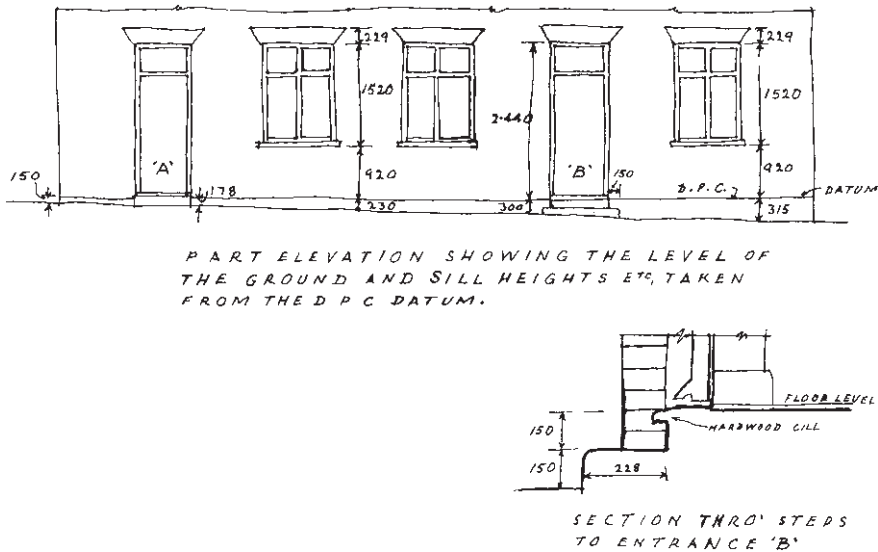 229
229
1520
2.440
1520
'A'
'B'
150
920
920
150
178
D.P.C.
DATUM
230
300
315
PART ELEVATION SHOWING THE LEVEL OF
THE GROUND AND SILL HEIGHTS ETC, TAKEN
FROM THE D P C DATUM.
FLOOR LEVEL
150
HARDWOOD CILL
150
228
SECTION THRO' STEPS
TO ENTRANCE 'B'